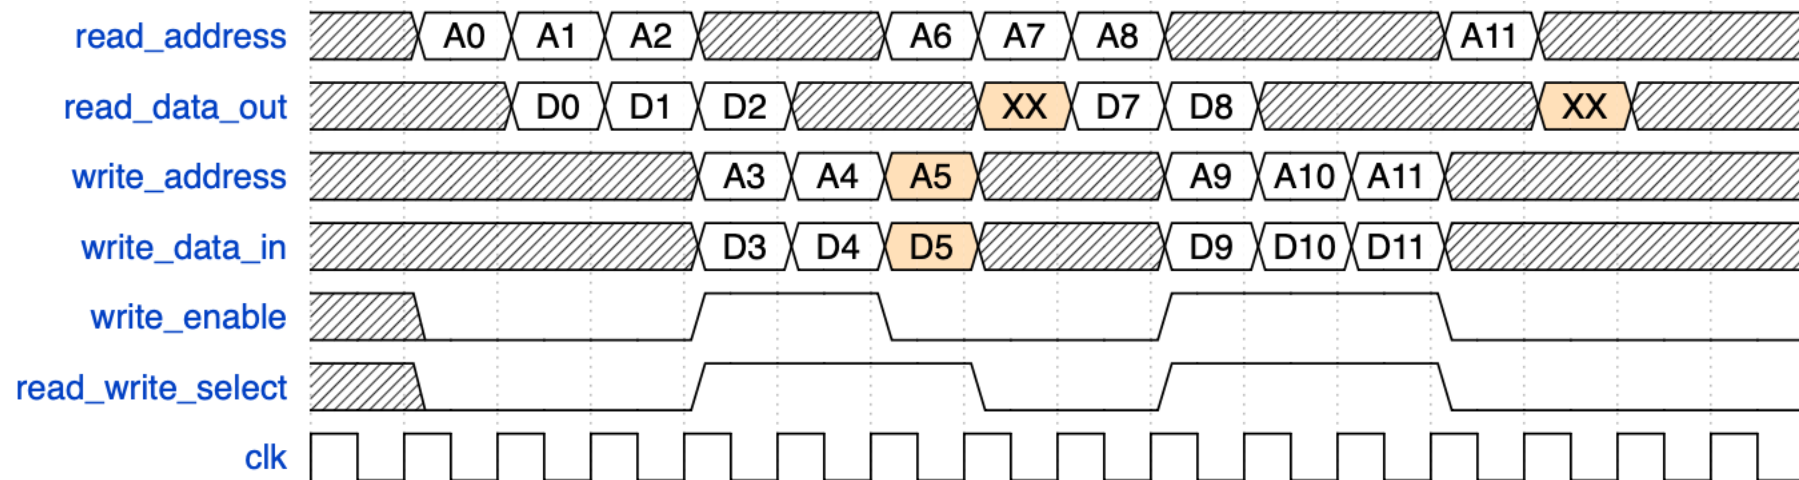 read_address A0 A1 A2 A6 A7 A8 A11
read_data_out D0 D1 D2 XX D7 D8 XX
write_address A3 A4 A5 A9 A10 A11
write_data_in D3 D4 D5 D9 D10 D11
write_enable
read_write_select
clk